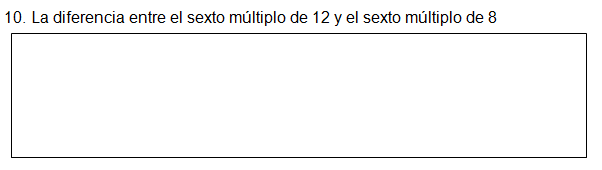 10. La diferencia entre el sexto múltiplo de 12 y el sexto múltiplo de 8